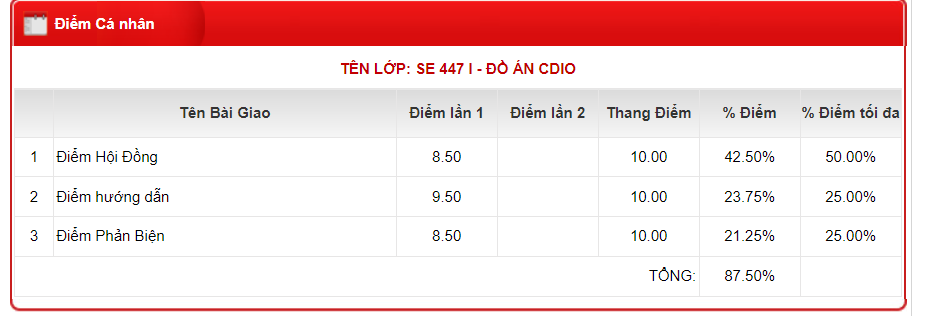 Điểm Cá nhân
TÊN LỚP: SE 447 I - ĐỒ ÁN CDIO
Tên Bài Giao Điểm lần 1 Điểm lần 2 Thang Điểm % Điểm % Điểm tối đa
1 Điểm Hội Đồng 8.50 10.00 42.50% 50.00%
2 Điểm hướng dẫn 9.50 10.00 23.75% 25.00%
3 Điểm Phản Biện 8.50 10.00 21.25% 25.00%
TỔNG: 87.50%